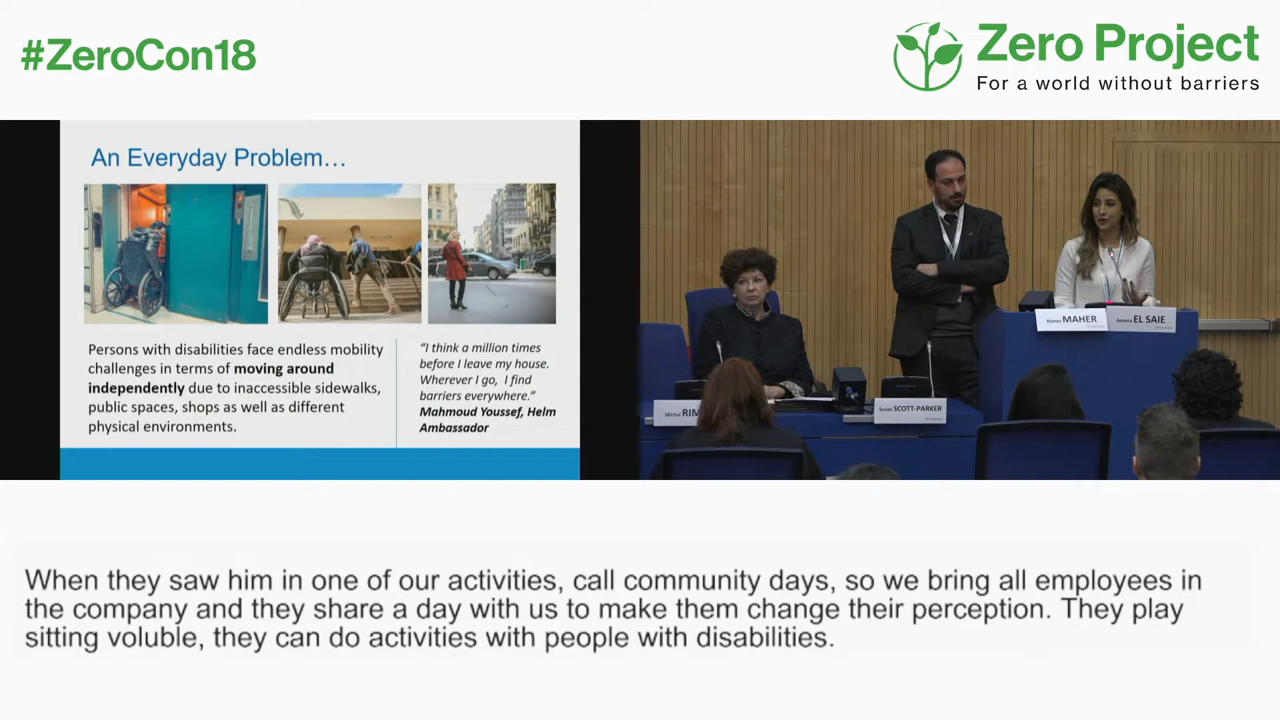 #ZeroCon18
Zero Project
For a world without barriers
An Everyday Problem…
Persons with disabilities face endless mobility
challenges in terms of moving around
independently due to inaccessible sidewalks,
public spaces, shops as well as different
physical environments.
“I think a million times
before I leave my house.
Wherever I go, I find
barriers everywhere.”
Mahmoud Youssef, Helm
Ambassador
MAHER
EL SAIE
Michal RIM
Susan SCOTT-PARKER
When they saw him in one of our activities, call community days, so we bring all employees in
the company and they share a day with us to make them change their perception. They play
sitting voluble, they can do activities with people with disabilities.